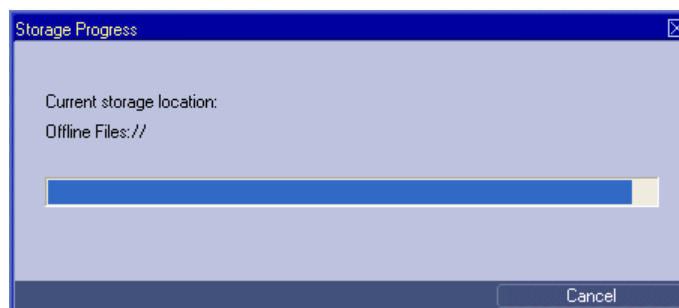 Storage Progress
Current storage location:
Offline Files://
Cancel